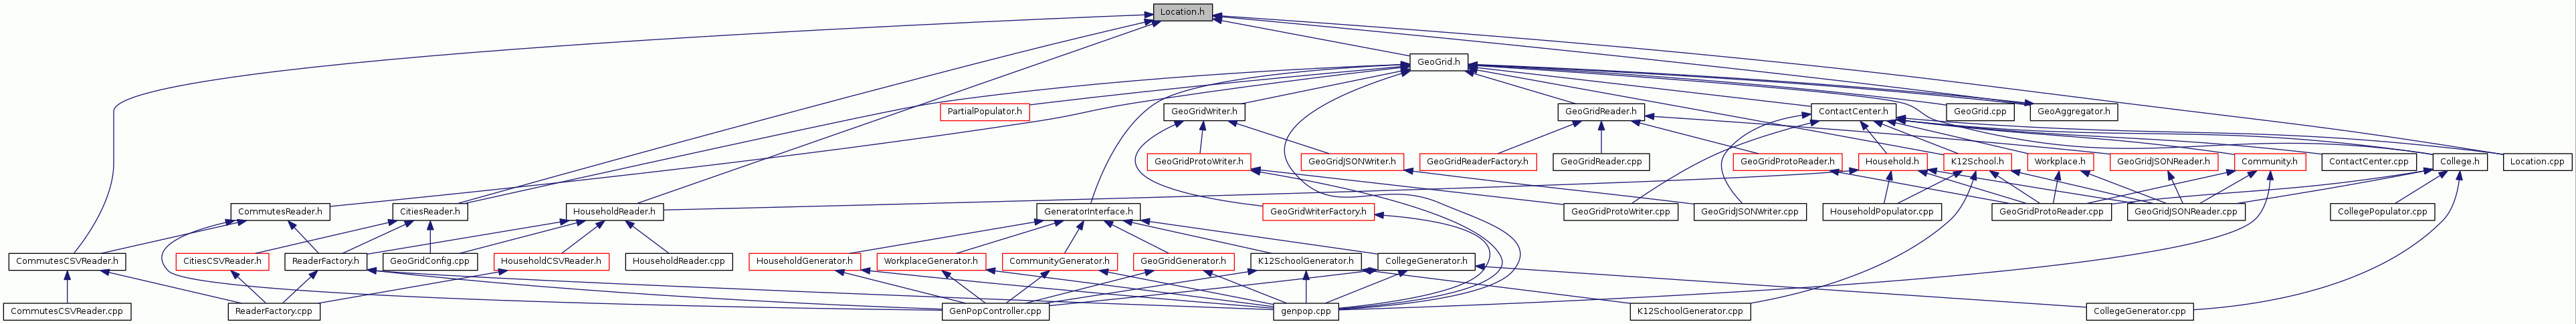 Location.h
GeoGrid.h
PartialPopulator.h
GeoGridWriter.h
GeoGridReader.h
ContactCenter.h
GeoGrid.cpp
GeoAggregator.h
GeoGridProtoWriter.h
GeoGridJSONWriter.h
GeoGridReaderFactory.h
GeoGridReader.cpp
GeoGridProtoReader.h
Household.h
K12School.h
Workplace.h
GeoGridJSONReader.h
Community.h
ContactCenter.cpp
College.h
Location.cpp
CommutesReader.h
CitiesReader.h
HouseholdReader.h
GeneratorInterface.h
GeoGridWriterFactory.h
GeoGridProtoWriter.cpp
GeoGridJSONWriter.cpp
HouseholdPopulator.cpp
GeoGridProtoReader.cpp
GeoGridJSONReader.cpp
CollegePopulator.cpp
CommutesCSVReader.h
CitiesCSVReader.h
ReaderFactory.h
GeoGridConfig.cpp
HouseholdCSVReader.h
HouseholdReader.cpp
HouseholdGenerator.h
WorkplaceGenerator.h
CommunityGenerator.h
GeoGridGenerator.h
K12SchoolGenerator.h
CollegeGenerator.h
CommutesCSVReader.cpp
ReaderFactory.cpp
GenPopController.cpp
genpop.cpp
K12SchoolGenerator.cpp
CollegeGenerator.cpp